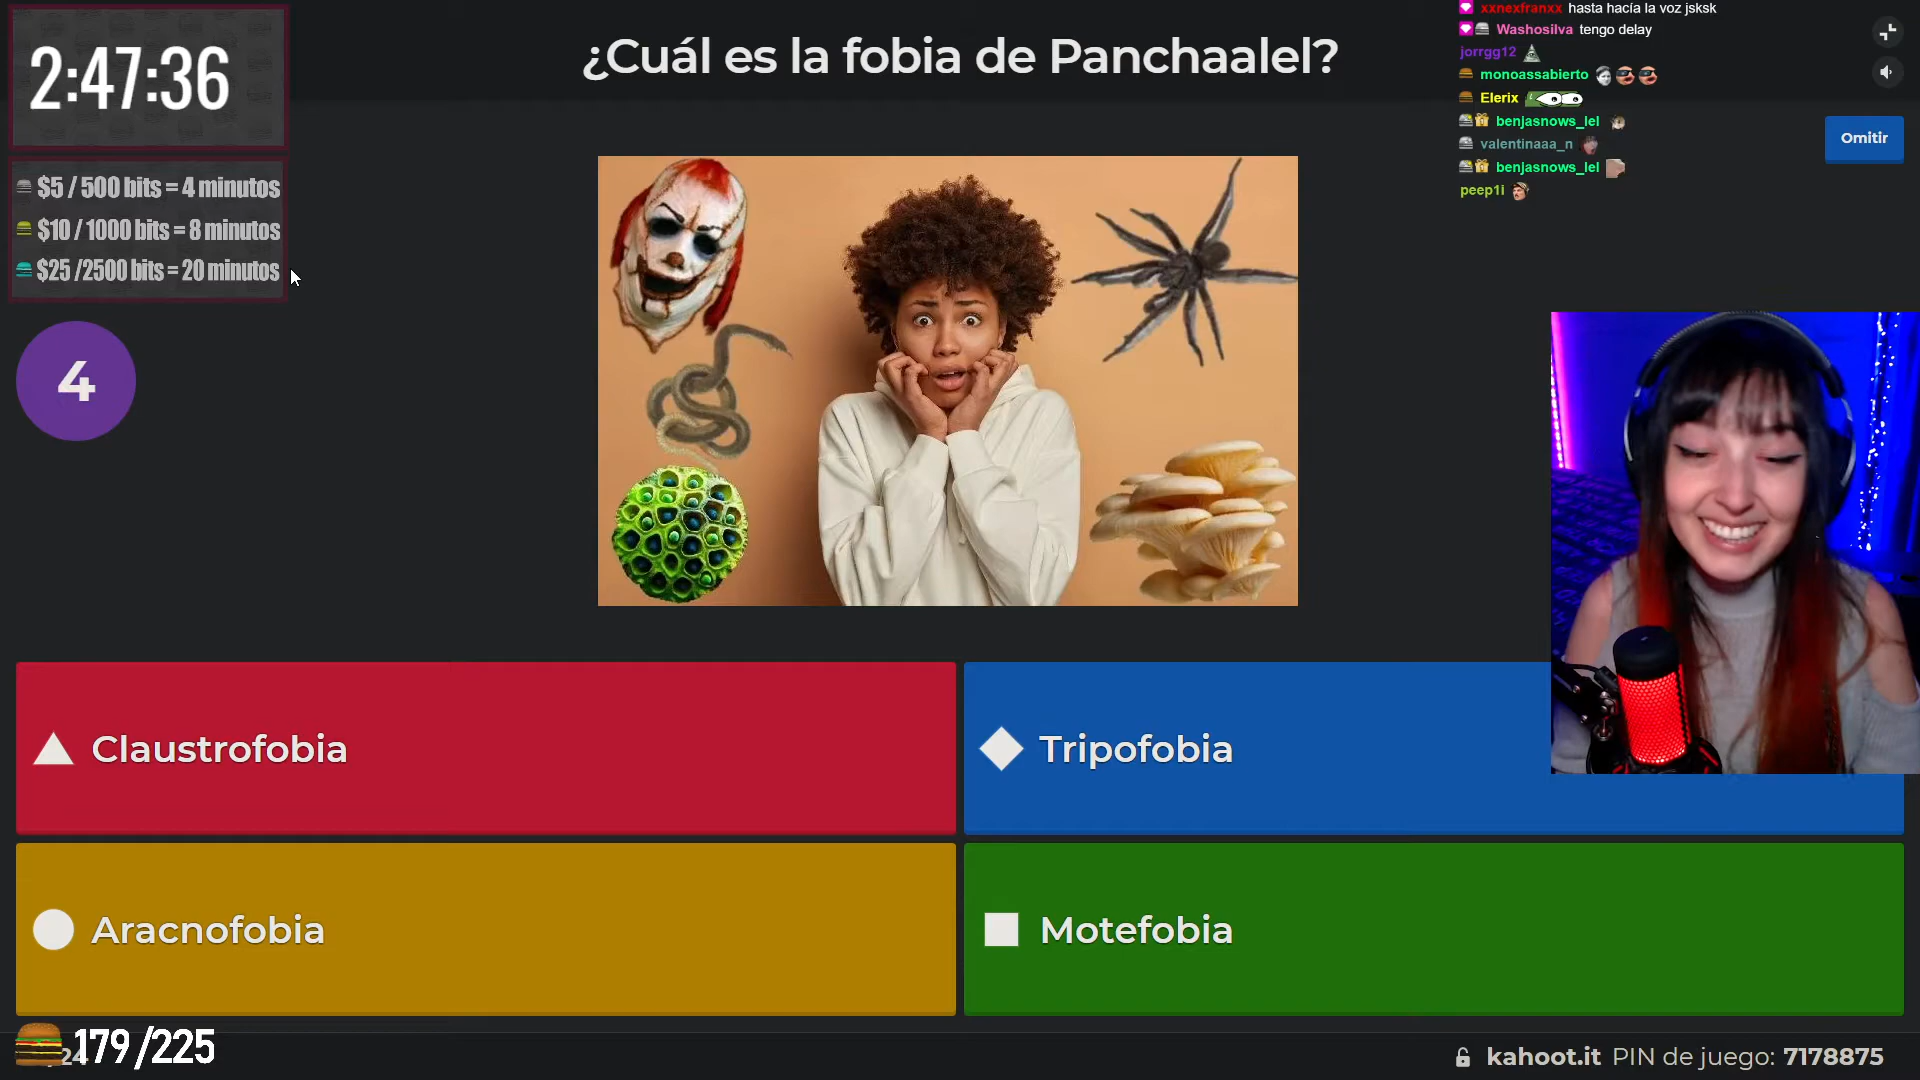 2:47:36
$5 / 500 bits = 4 minutos
$10 / 1000 bits = 8 minutos
$25 /2500 bits = 20 minutos
4
¿Cuál es la fobia de Panchaalel?
xxnexfranxx hasta hacía la voz jsksk
Washosilva tengo delay
jorrgg12
monoassabierto
Elerix
benjasnows_lel
valentinaaa_n
benjasnows_lel
peep1i
Omitir
Claustrofobia
Tripofobia
Aracnofobia
Motefobia
179/225
kahoot.it PIN de juego: 7178875